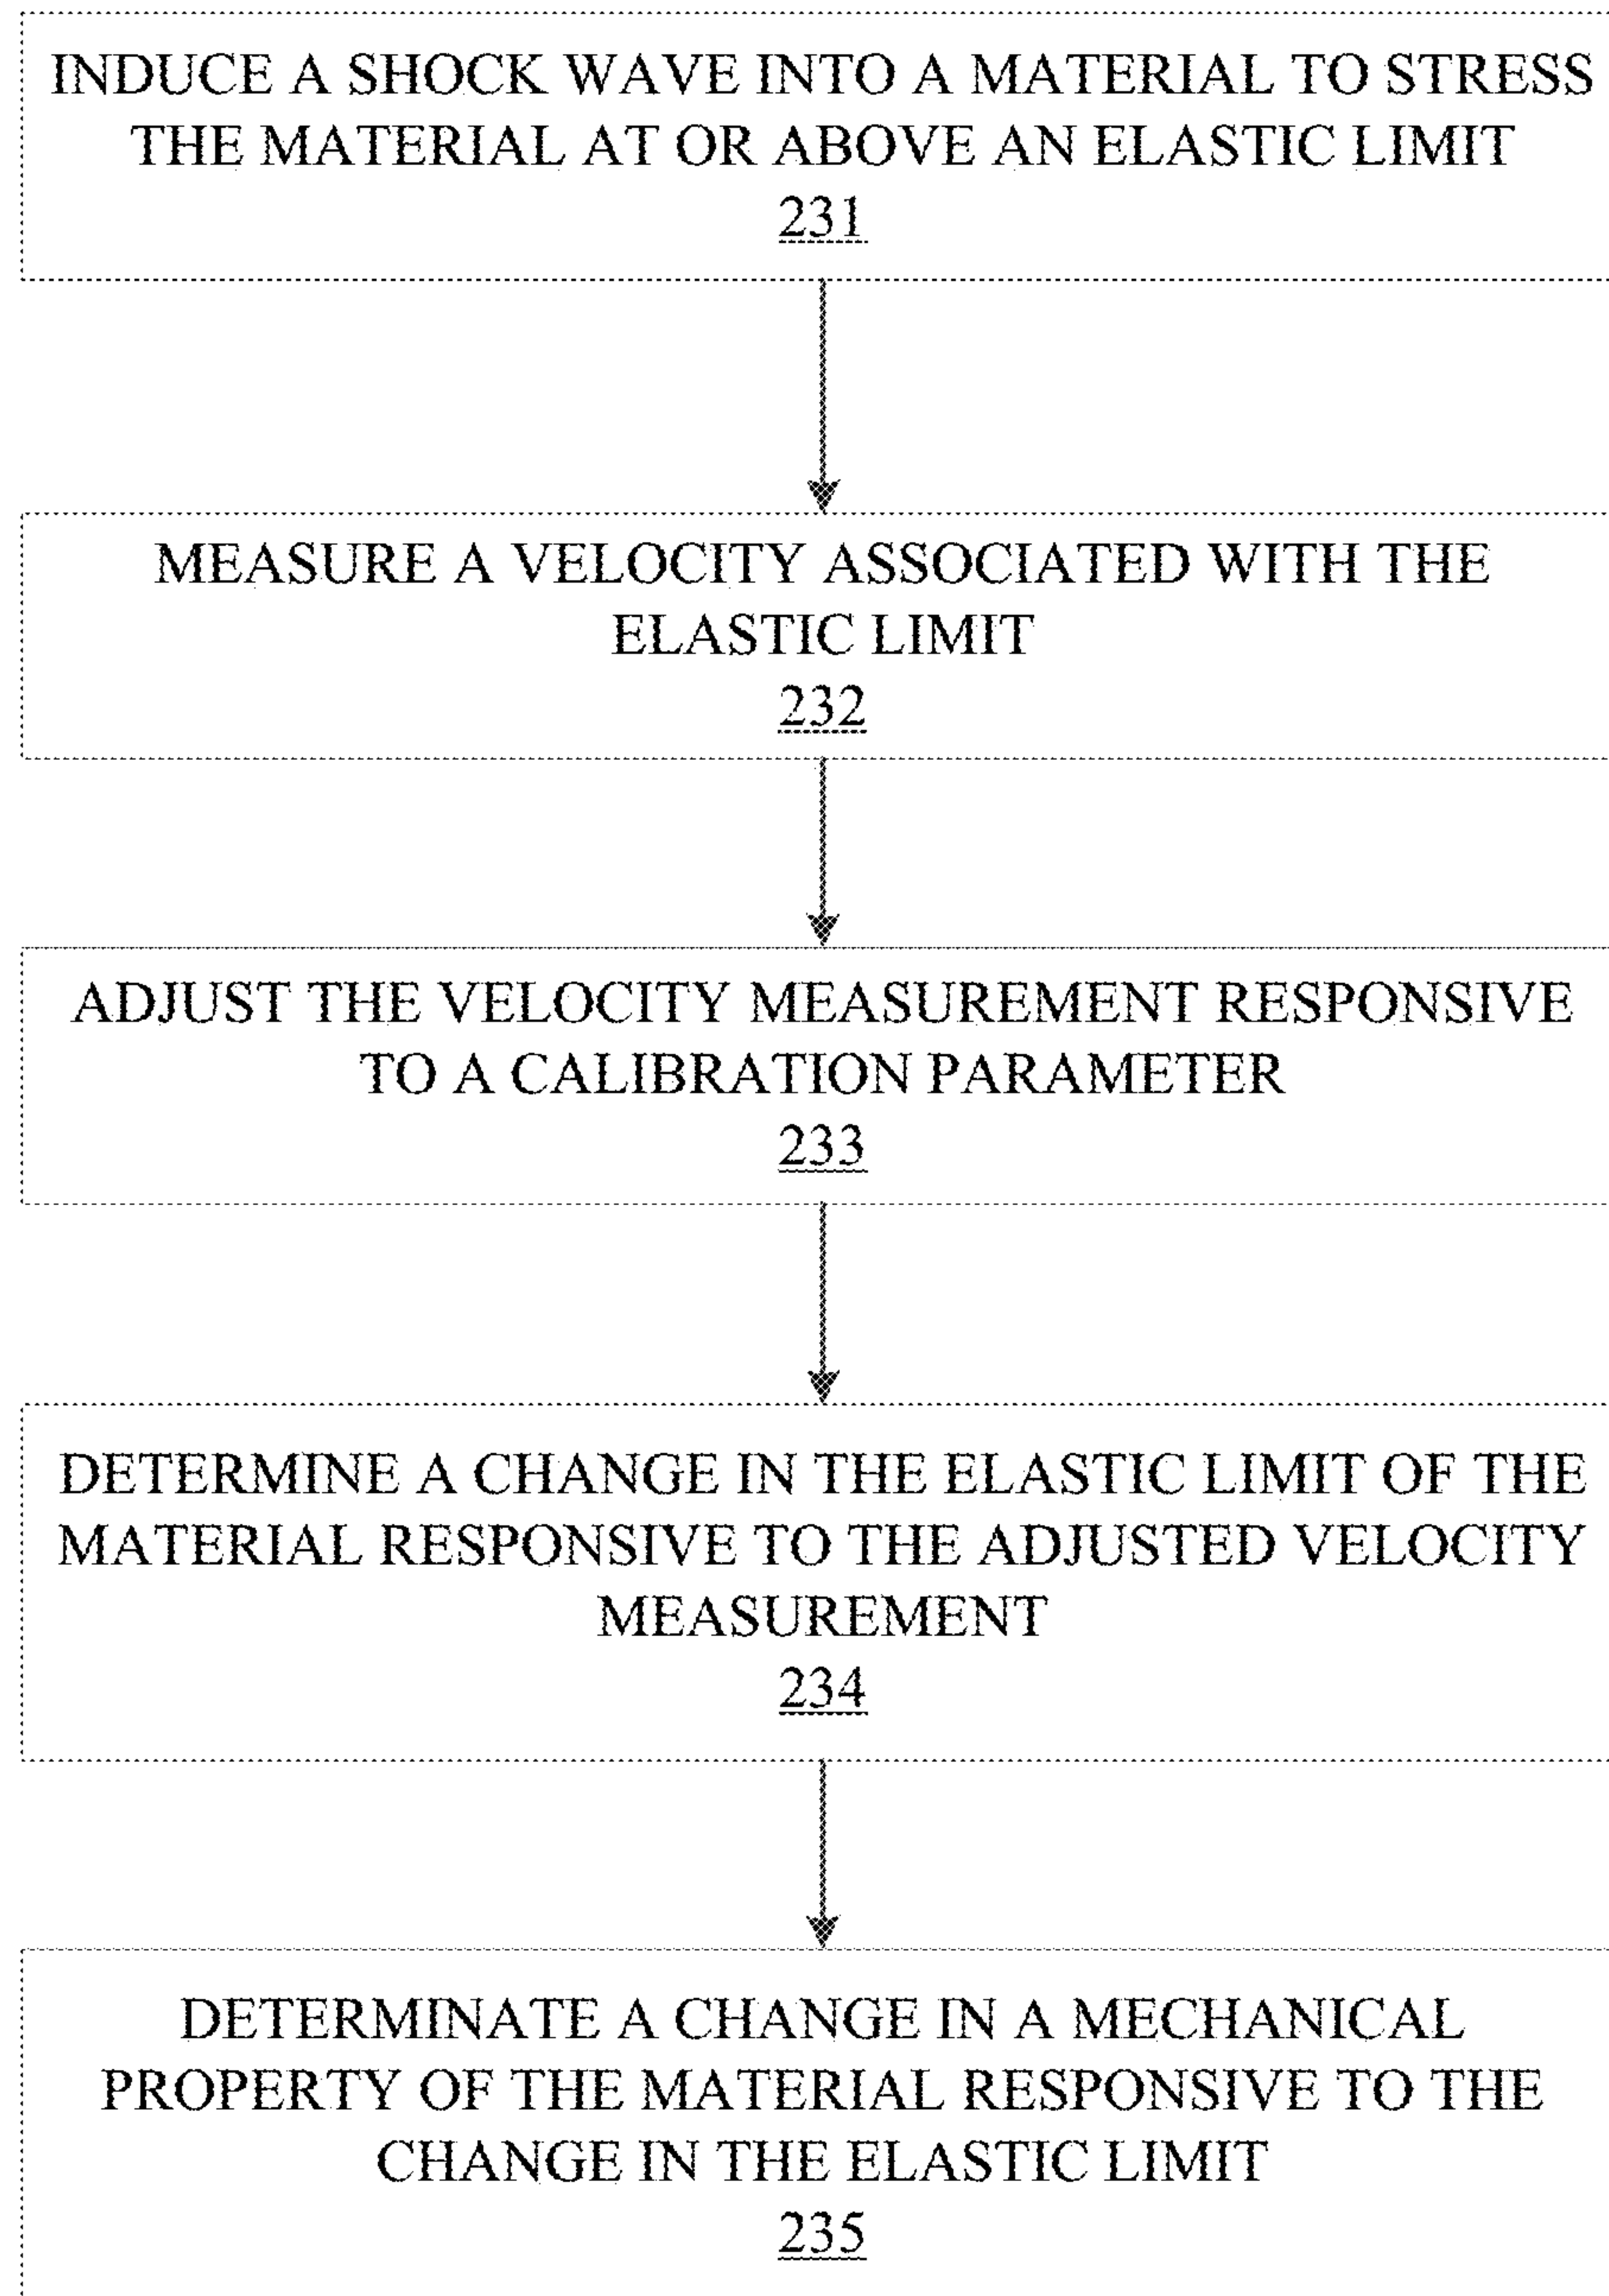 INDUCE A SHOCK WAVE INTO A MATERIAL TO STRESS
THE MATERIAL AT OR ABOVE AN ELASTIC LIMIT
231
MEASURE A VELOCITY ASSOCIATED WITH THE
ELASTIC LIMIT
232
ADJUST THE VELOCITY MEASUREMENT RESPONSIVE
TO A CALIBRATION PARAMETER
233
DETERMINE A CHANGE IN THE ELASTIC LIMIT OF THE
MATERIAL RESPONSIVE TO THE ADJUSTED VELOCITY
MEASUREMENT
234
DETERMINATE A CHANGE IN A MECHANICAL
PROPERTY OF THE MATERIAL RESPONSIVE TO THE
CHANGE IN THE ELASTIC LIMIT
235